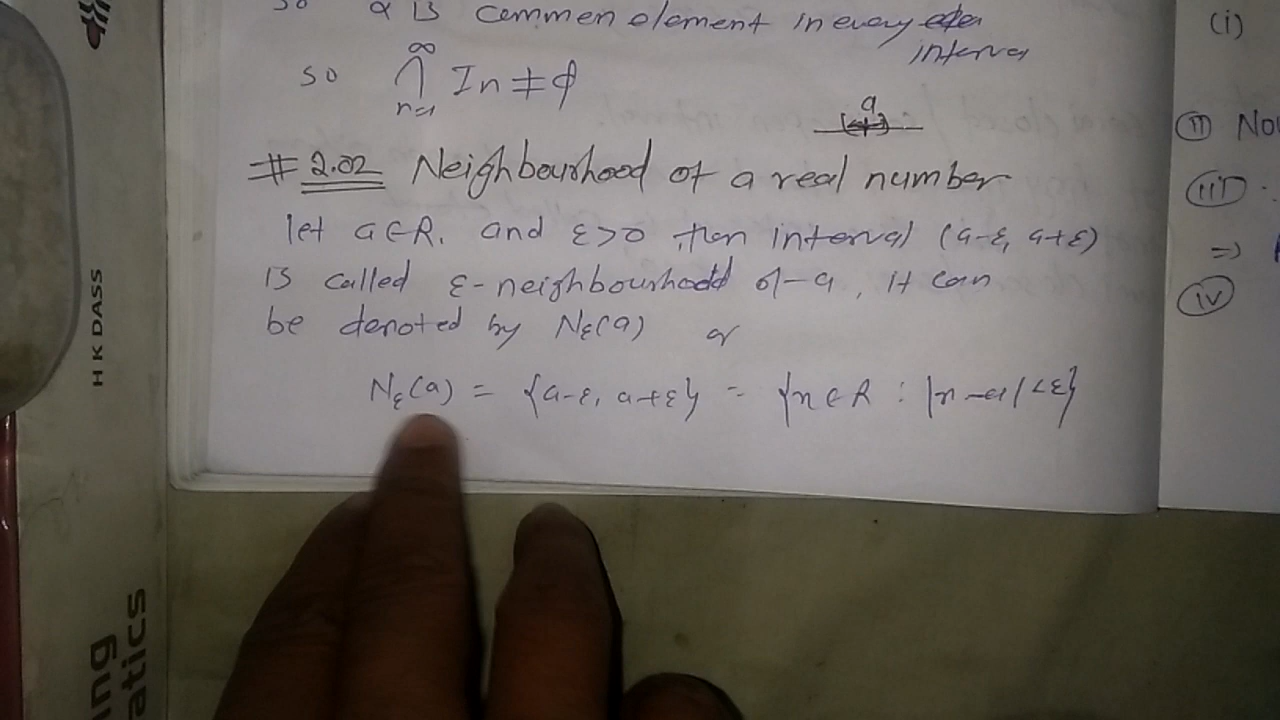 so α is common element in every
interval
so ∞ ∩ n=1 In ≠ φ
a
# 2.02 Neighbourhood of a real number
let a∈R. and ε>0 then interval (a-ε, a+ε)
is called ε-neighbourhood of a, it can
be denoted by Nε(a) or
Nε(a) = {a-ε, a+ε} = {n∈R : |n-a|<ε}
(i)
(ii) No
(iii)
=>
(iv)
H K DASS
ng
atics